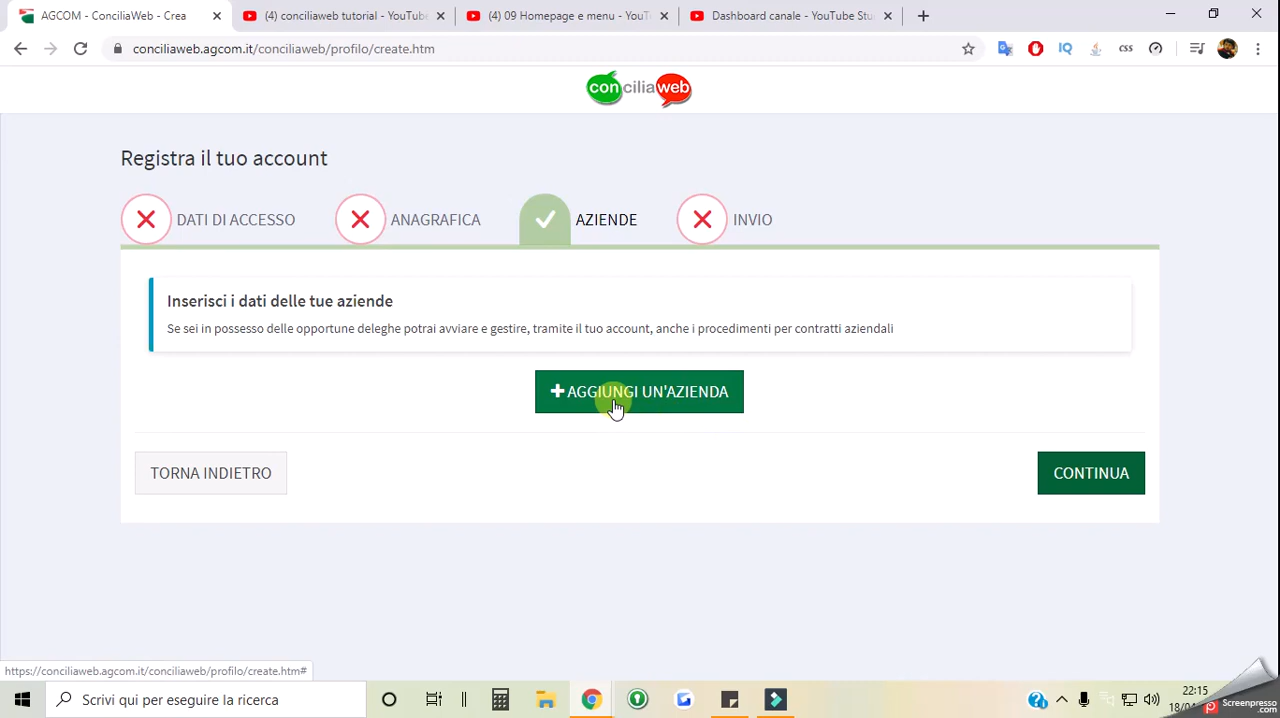 AGCOM - ConciliaWeb - Crea
(4) conciliaweb tutorial - YouTube
(4) 09 Homepage e menu - YouT
Dashboard canale - YouTube Stu
conciliaweb.agcom.it/conciliaweb/profilo/create.htm
IQ
css
conciliaweb
Registra il tuo account
DATI DI ACCESSO
ANAGRAFICA
AZIENDE
INVIO
Inserisci i dati delle tue aziende
Se sei in possesso delle opportune deleghe potrai avviare e gestire, tramite il tuo account, anche i procedimenti per contratti aziendali
AGGIUNGI UN'AZIENDA
TORNA INDIETRO
CONTINUA
https://conciliaweb.agcom.it/conciliaweb/profilo/create.htm#
Scrivi qui per eseguire la ricerca
22:15
Screenpresso.com